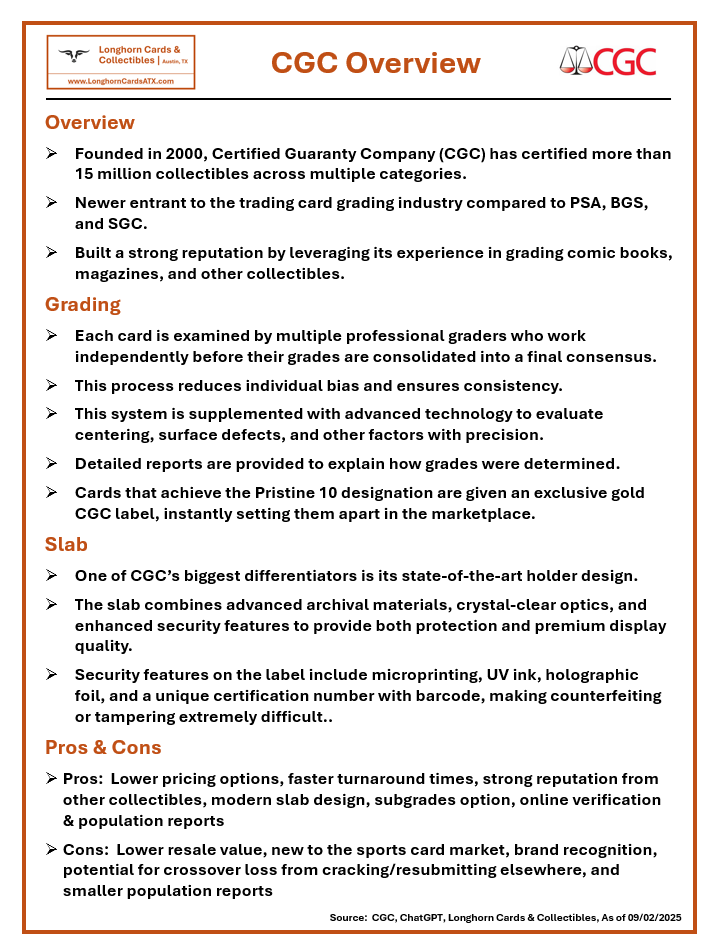 Longhorn Cards &
Collectibles | Austin, TX
www.LonghornCardsATX.com
CGC Overview
CGC
Overview
➢ Founded in 2000, Certified Guaranty Company (CGC) has certified more than
15 million collectibles across multiple categories.
➢ Newer entrant to the trading card grading industry compared to PSA, BGS,
and SGC.
➢ Built a strong reputation by leveraging its experience in grading comic books,
magazines, and other collectibles.
Grading
➢ Each card is examined by multiple professional graders who work
independently before their grades are consolidated into a final consensus.
➢ This process reduces individual bias and ensures consistency.
➢ This system is supplemented with advanced technology to evaluate
centering, surface defects, and other factors with precision.
➢ Detailed reports are provided to explain how grades were determined.
➢ Cards that achieve the Pristine 10 designation are given an exclusive gold
CGC label, instantly setting them apart in the marketplace.
Slab
➢ One of CGC’s biggest differentiators is its state-of-the-art holder design.
➢ The slab combines advanced archival materials, crystal-clear optics, and
enhanced security features to provide both protection and premium display
quality.
➢ Security features on the label include microprinting, UV ink, holographic
foil, and a unique certification number with barcode, making counterfeiting
or tampering extremely difficult..
Pros & Cons
➢ Pros:  Lower pricing options, faster turnaround times, strong reputation from
other collectibles, modern slab design, subgrades option, online verification
& population reports
➢ Cons:  Lower resale value, new to the sports card market, brand recognition,
potential for crossover loss from cracking/resubmitting elsewhere, and
smaller population reports
Source:  CGC, ChatGPT, Longhorn Cards & Collectibles, As of 09/02/2025